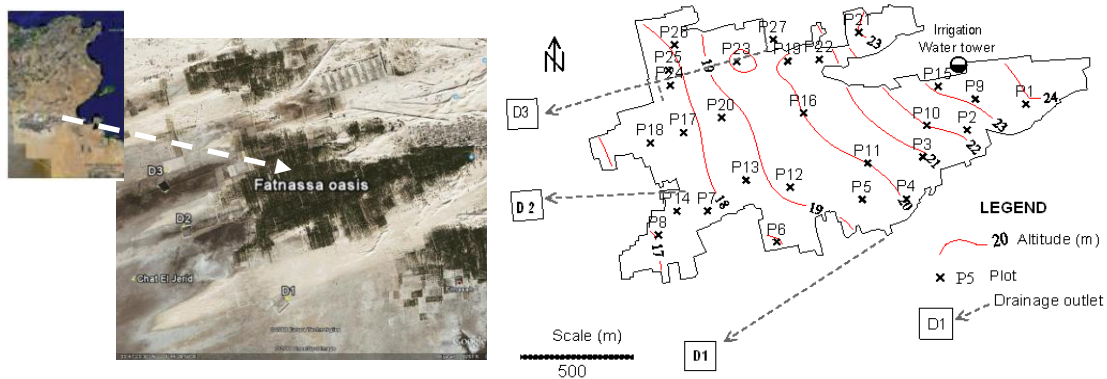 Fatnassa oasis
D3
D2
Chat El Jerid
D1
P26
P27
P21
23
Irrigation
Water tower
P25
19
P23
P19
P22
P24
P15
P9
P1
24
D3
P20
P16
P10
P2
23
22
P18
P17
P11
P3
21
P13
P12
P5
P4
20
D 2
P14
P7
18
19
P8
P6
17
LEGEND
20 Altitude (m)
P5 Plot
D1 Drainage outlet
Scale (m)
500
D1